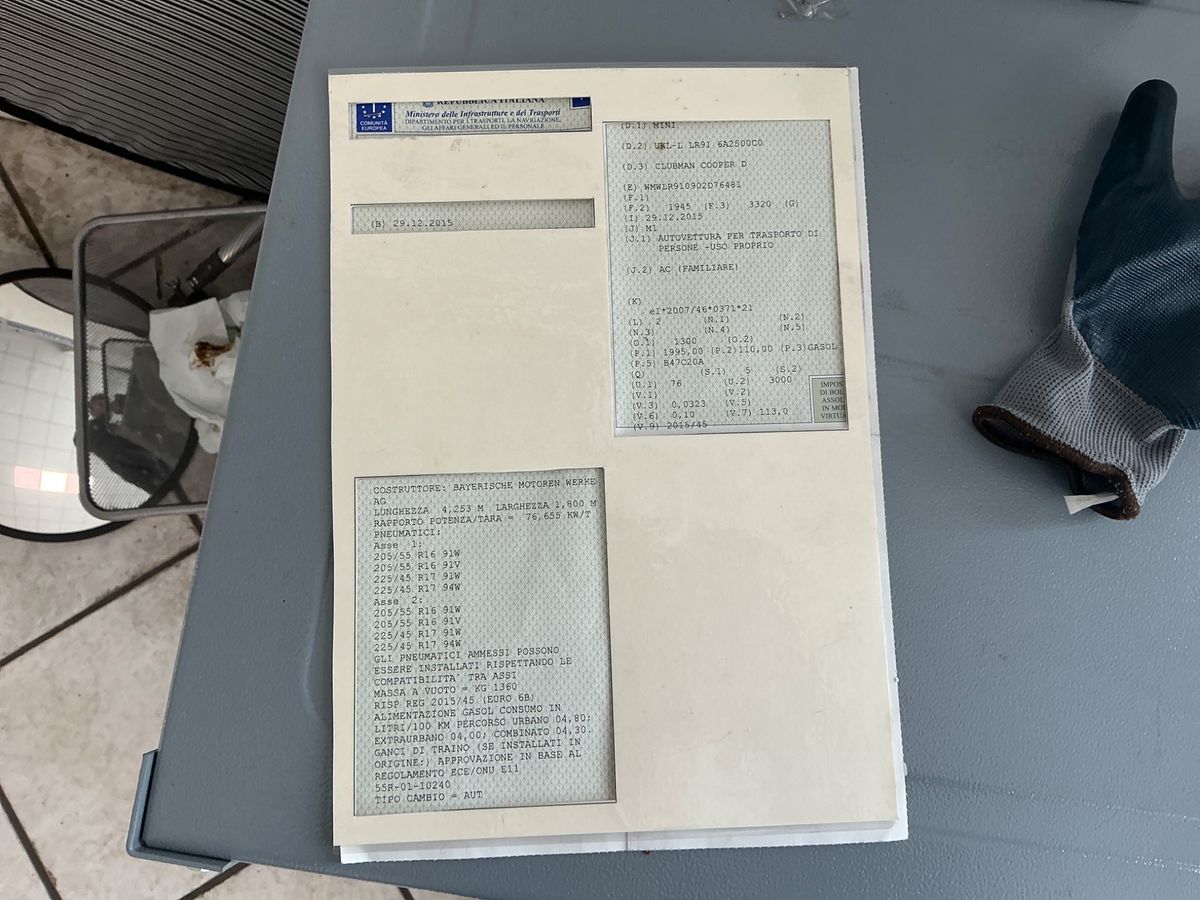 REPUBBLICA ITALIANA
COMUNITÀ EUROPEA
Ministero delle Infrastrutture e dei Trasporti
DIPARTIMENTO PER I TRASPORTI, LA NAVIGAZIONE,
GLI AFFARI GENERALI ED IL PERSONALE
(B) 29.12.2015
(D.1) MINI
(D.2) UKL-L LR91 6A2500C0
(D.3) CLUBMAN COOPER D
(E) WMWLR910902D76481
(F.1)
(F.2) 1945 (F.3) 3320 (G)
(I) 29.12.2015
(J) M1
(J.1) AUTOVETTURA PER TRASPORTO DI
PERSONE -USO PROPRIO
(J.2) AC (FAMILIARE)
(K)
e1*2007/46*0371*21
(L) 2 (N.1) (N.2)
(N.3) (N.4) (N.5)
(O.1) 1300 (O.2)
(P.1) 1995,00 (P.2)110,00 (P.3)GASOL
(P.5) B47C20A
(Q) (S.1) 5 (S.2)
(U.1) 76 (U.2) 3000
(V.1) (V.2)
(V.3) 0,0323 (V.5)
(V.6) 0,10 (V.7) 113,0
(V.9) 2015/45
IMPOS
DI BOL
ASSOL
IN MOD
VIRTUA
COSTRUTTORE: BAYERISCHE MOTOREN WERKE
AG
LUNGHEZZA 4,253 M LARGHEZZA 1,800 M
RAPPORTO POTENZA/TARA = 76,655 KW/T
PNEUMATICI:
Asse 1:
205/55 R16 91W
205/55 R16 91V
225/45 R17 91W
225/45 R17 94W
Asse 2:
205/55 R16 91W
205/55 R16 91V
225/45 R17 91W
225/45 R17 94W
GLI PNEUMATICI AMMESSI POSSONO
ESSERE INSTALLATI RISPETTANDO LE
COMPATIBILITA' TRA ASSI
MASSA A VUOTO = KG 1360
RISP REG 2015/45 (EURO 6B)
ALIMENTAZIONE GASOL CONSUMO IN
LITRI/100 KM PERCORSO URBANO 04,80;
EXTRAURBANO 04,00; COMBINATO 04,30.
GANCI DI TRAINO (SE INSTALLATI IN
ORIGINE:) APPROVAZIONE IN BASE AL
REGOLAMENTO ECE/ONU E11
55R-01-10240
TIPO CAMBIO = AUT